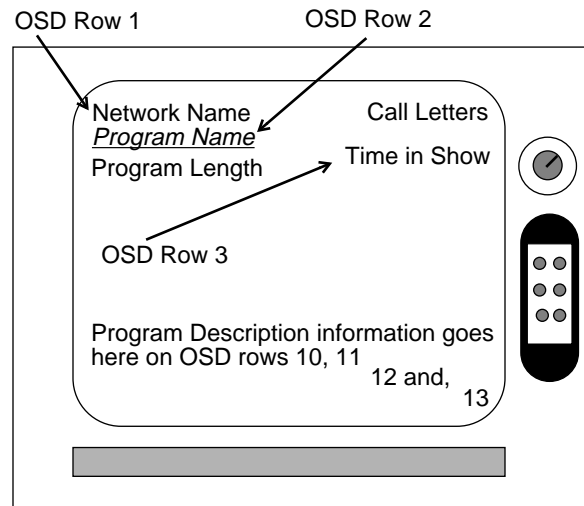 OSD Row 1
OSD Row 2
Network Name
Call Letters
Program Name
Program Length
Time in Show
OSD Row 3
Program Description information goes
here on OSD rows 10, 11
12 and,
13